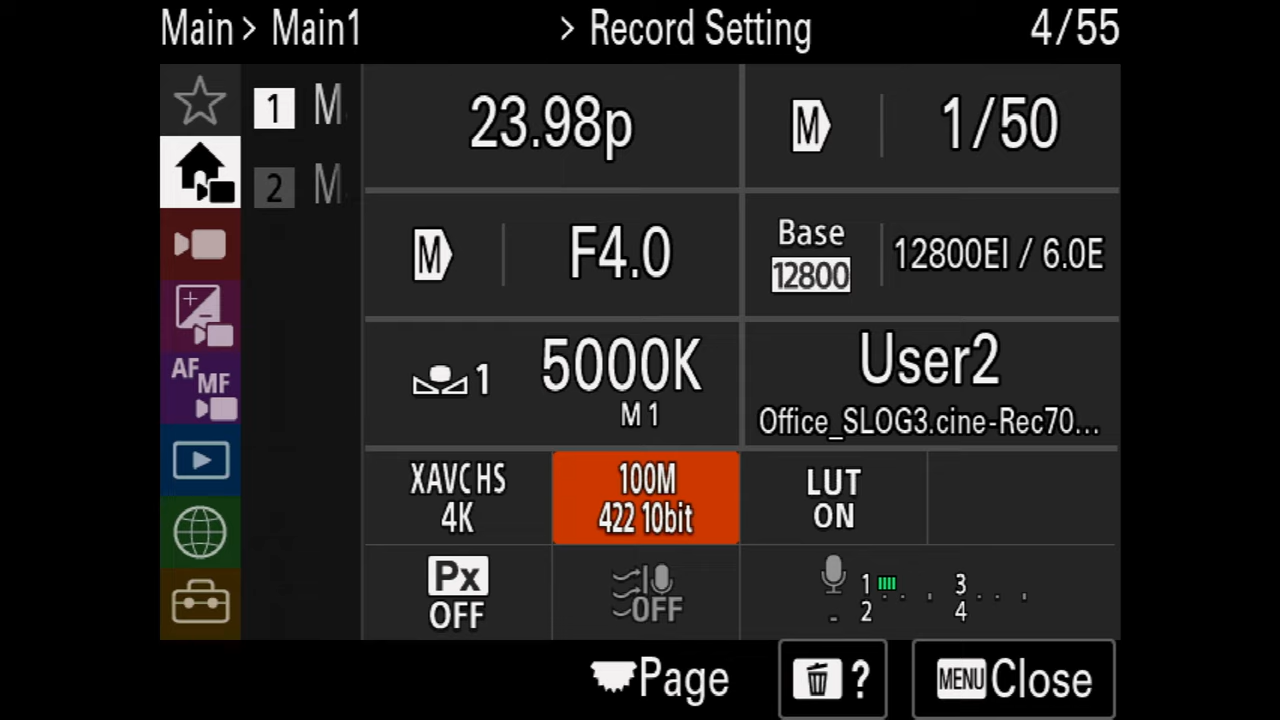 Main > Main1 > Record Setting 4/55
1 M
2 M
23.98p
M 1/50
M F4.0
Base
12800
12800EI / 6.0E
1 5000K
M 1
User2
Office_SLOG3.cine-Rec70...
XAVC HS
4K
100M
422 10bit
LUT
ON
AF
MF
Px
OFF
OFF
1 3
2 4
Page
?
MENU Close